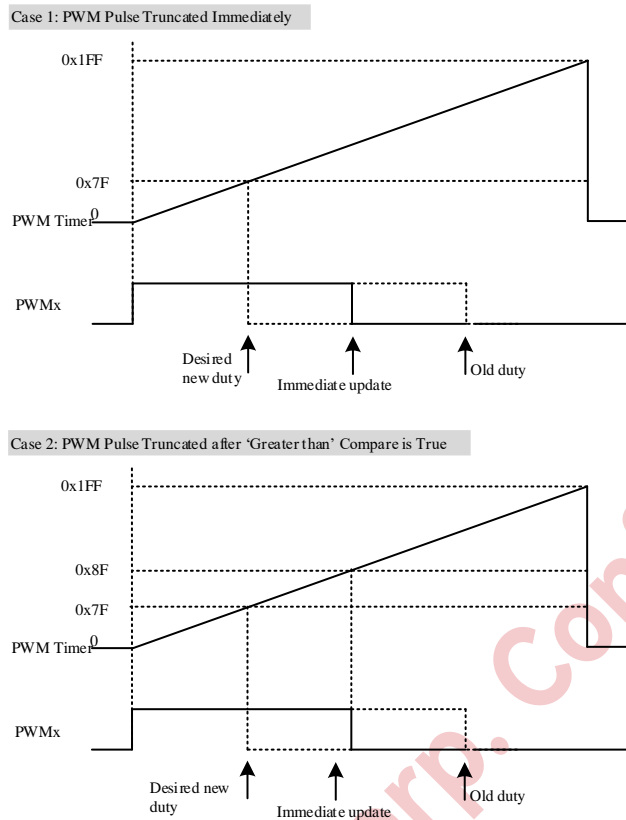 Case 1: PWM Pulse Truncated Immediately
0x1FF
0x7F
0
PWM Timer
PWMx
Desired
new duty
Immediate update
Old duty
Case 2: PWM Pulse Truncated after ‘Greater than’ Compare is True
0x1FF
0x8F
0x7F
0
PWM Timer
PWMx
Desired new
duty
Immediate update
Old duty